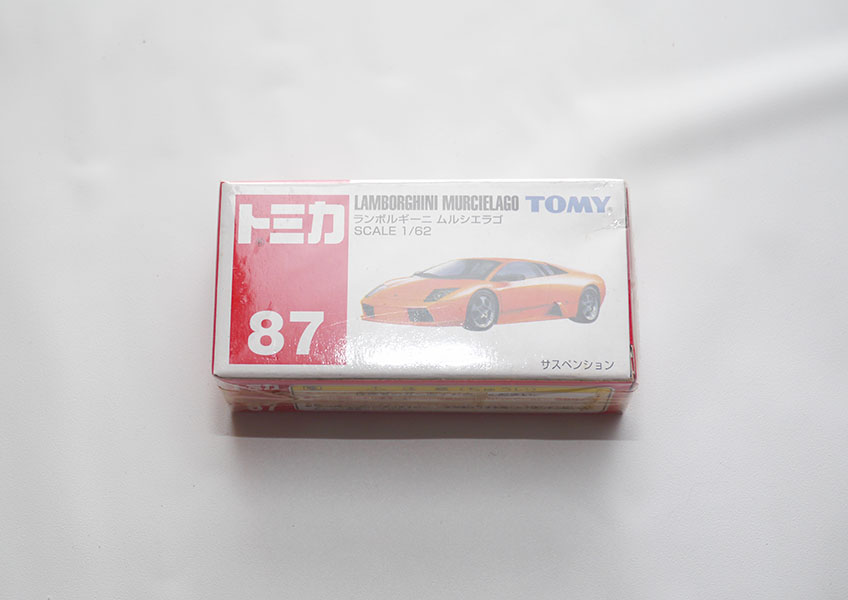 トミカ
87
LAMBORGHINI MURCIELAGO TOMY
ランボルギーニ ムルシエラゴ
SCALE 1/62
サスペンション
87